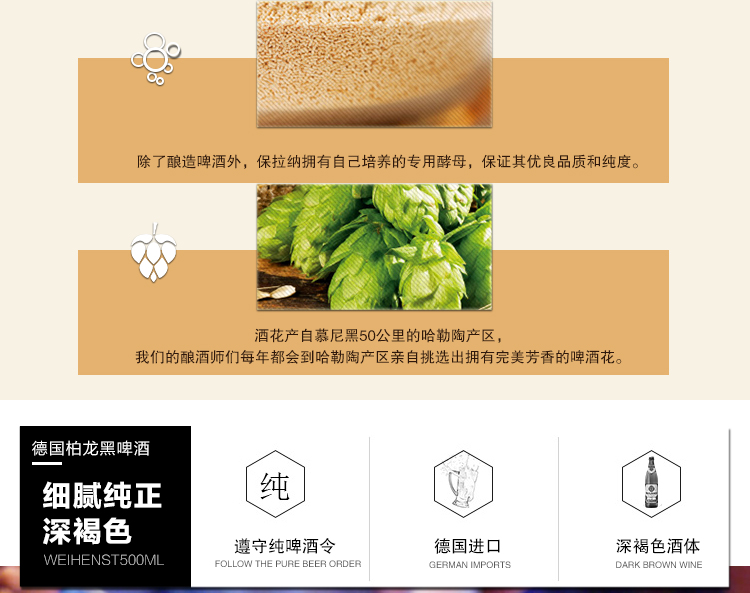 除了酿造啤酒外，保拉纳拥有自己培养的专用酵母，保证其优良品质和纯度。
酒花产自慕尼黑50公里的哈勒陶产区，
我们的酿酒师们每年都会到哈勒陶产区亲自挑选出拥有完美芳香的啤酒花。
德国柏龙黑啤酒
细腻纯正
深褐色
WEIHENST500ML
纯
遵守纯啤酒令
FOLLOW THE PURE BEER ORDER
德国进口
GERMAN IMPORTS
深褐色酒体
DARK BROWN WINE